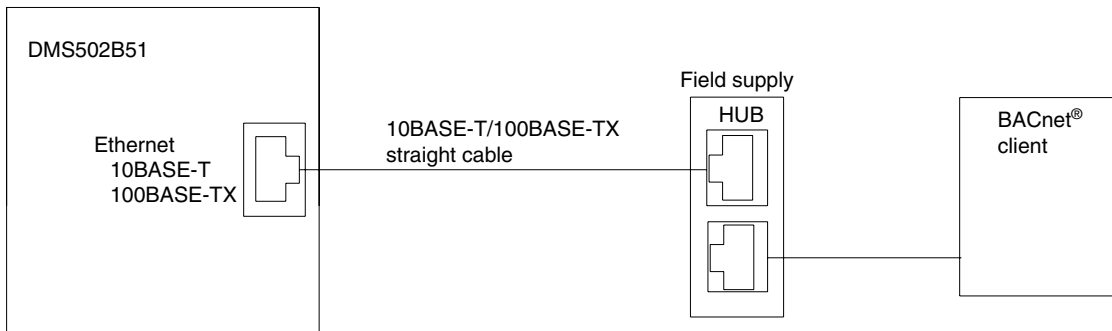 DMS502B51
Ethernet
10BASE-T
100BASE-TX
10BASE-T/100BASE-TX
straight cable
Field supply
HUB
BACnet®
client